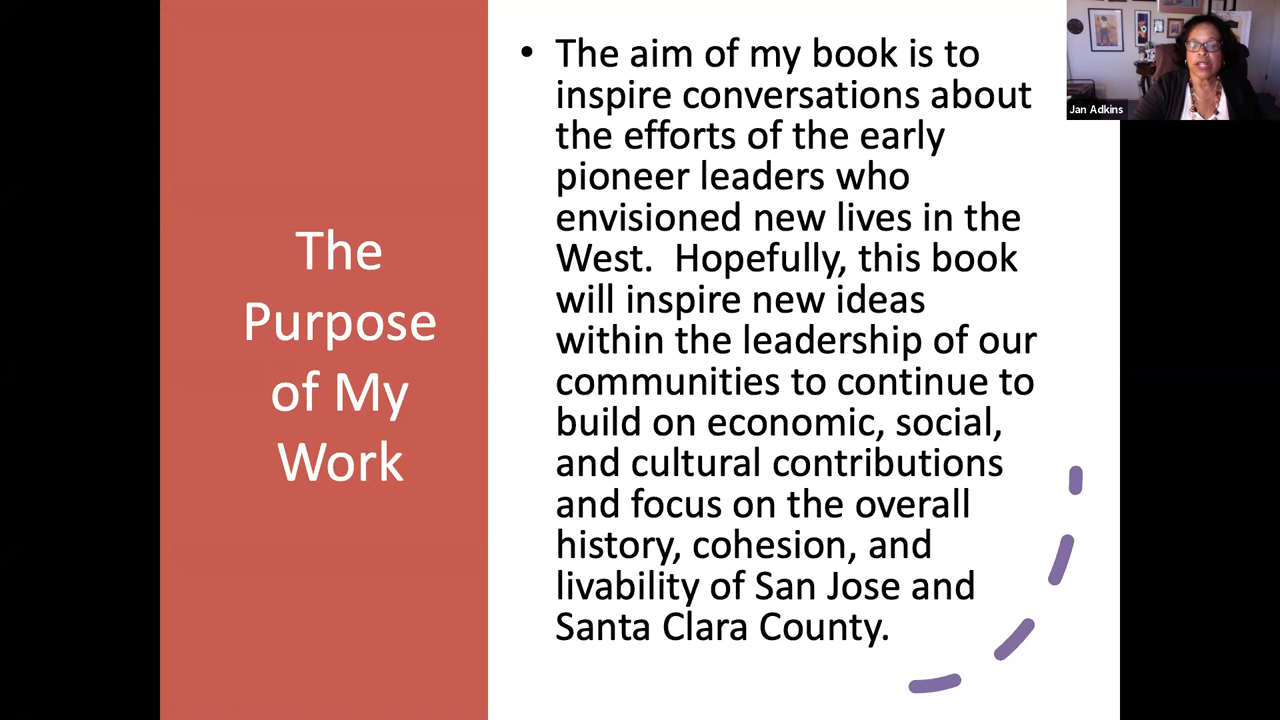 The
Purpose
of My
Work
• The aim of my book is to
inspire conversations about
the efforts of the early
pioneer leaders who
envisioned new lives in the
West.  Hopefully, this book
will inspire new ideas
within the leadership of our
communities to continue to
build on economic, social,
and cultural contributions
and focus on the overall
history, cohesion, and
livability of San Jose and
Santa Clara County.
Jan Adkins